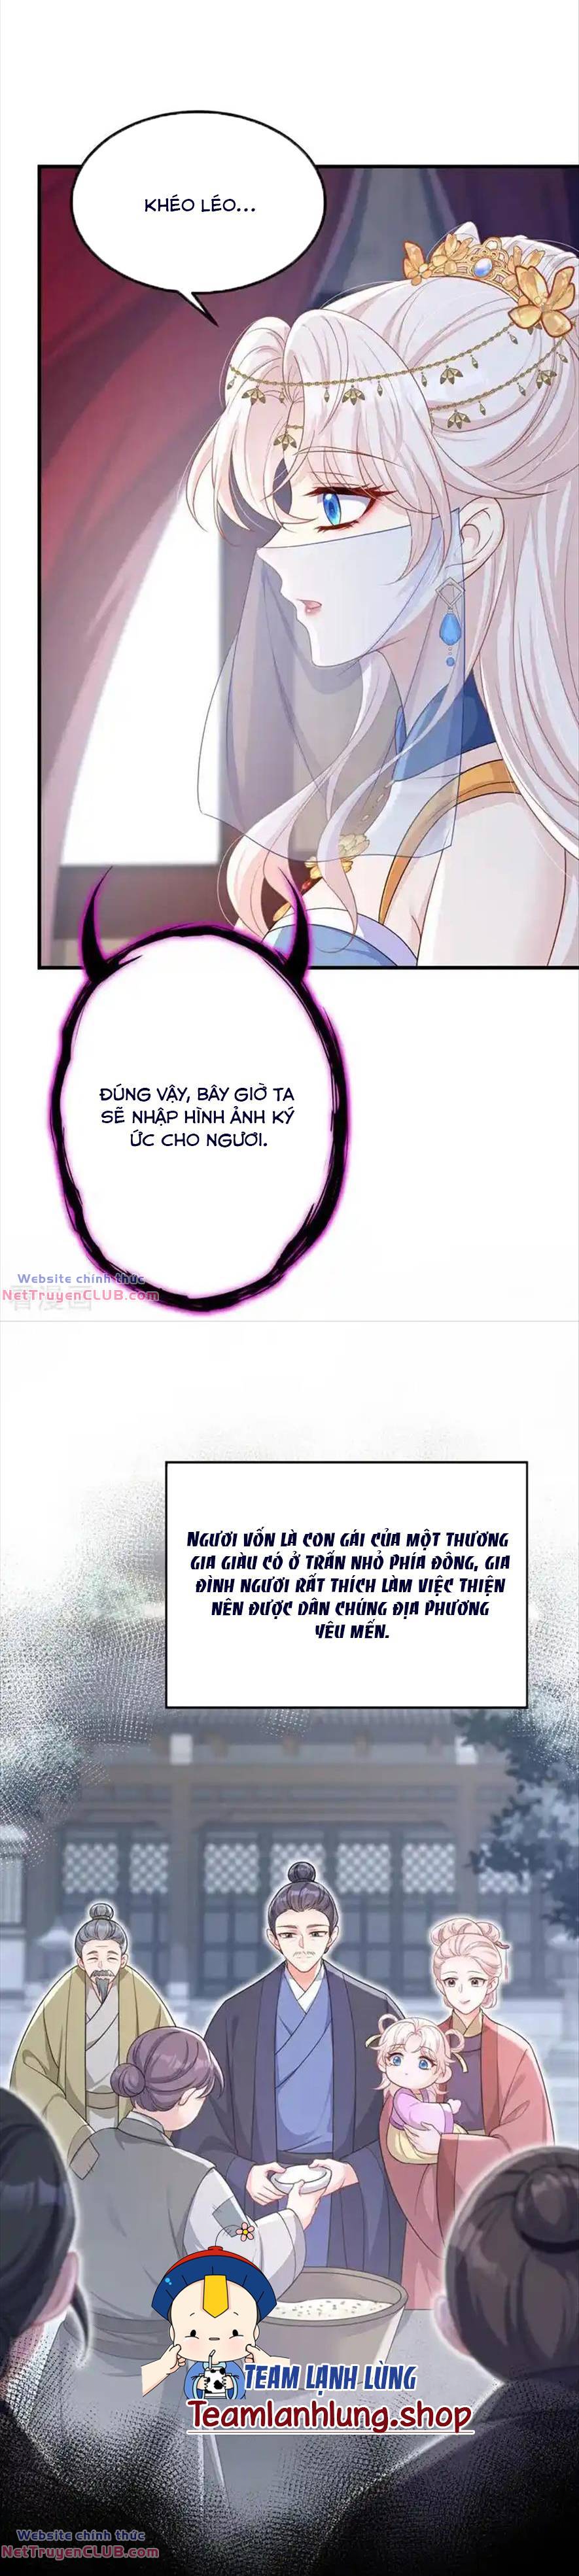 KHÉO LÉO...
ĐÚNG VẬY, BÂY GIỜ TA
SẼ NHẬP HÌNH ẢNH KÝ
ỨC CHO NGƯƠI.
Website chính thức
NetTruyenCLUB.com
看漫画
NGƯƠI VỐN LÀ CON GÁI CỦA MỘT THƯƠNG
GIA GIÀU CÓ Ở TRẤN NHỎ PHÍA ĐÔNG, GIA
ĐÌNH NGƯƠI RẤT THÍCH LÀM VIỆC THIỆN
NÊN ĐƯỢC DÂN CHÚNG ĐỊA PHƯƠNG
YÊU MẾN.
TEAM LẠNH LÙNG
Teamlanhlung.shop
Website chính thức
NetTruyenCLUB.com